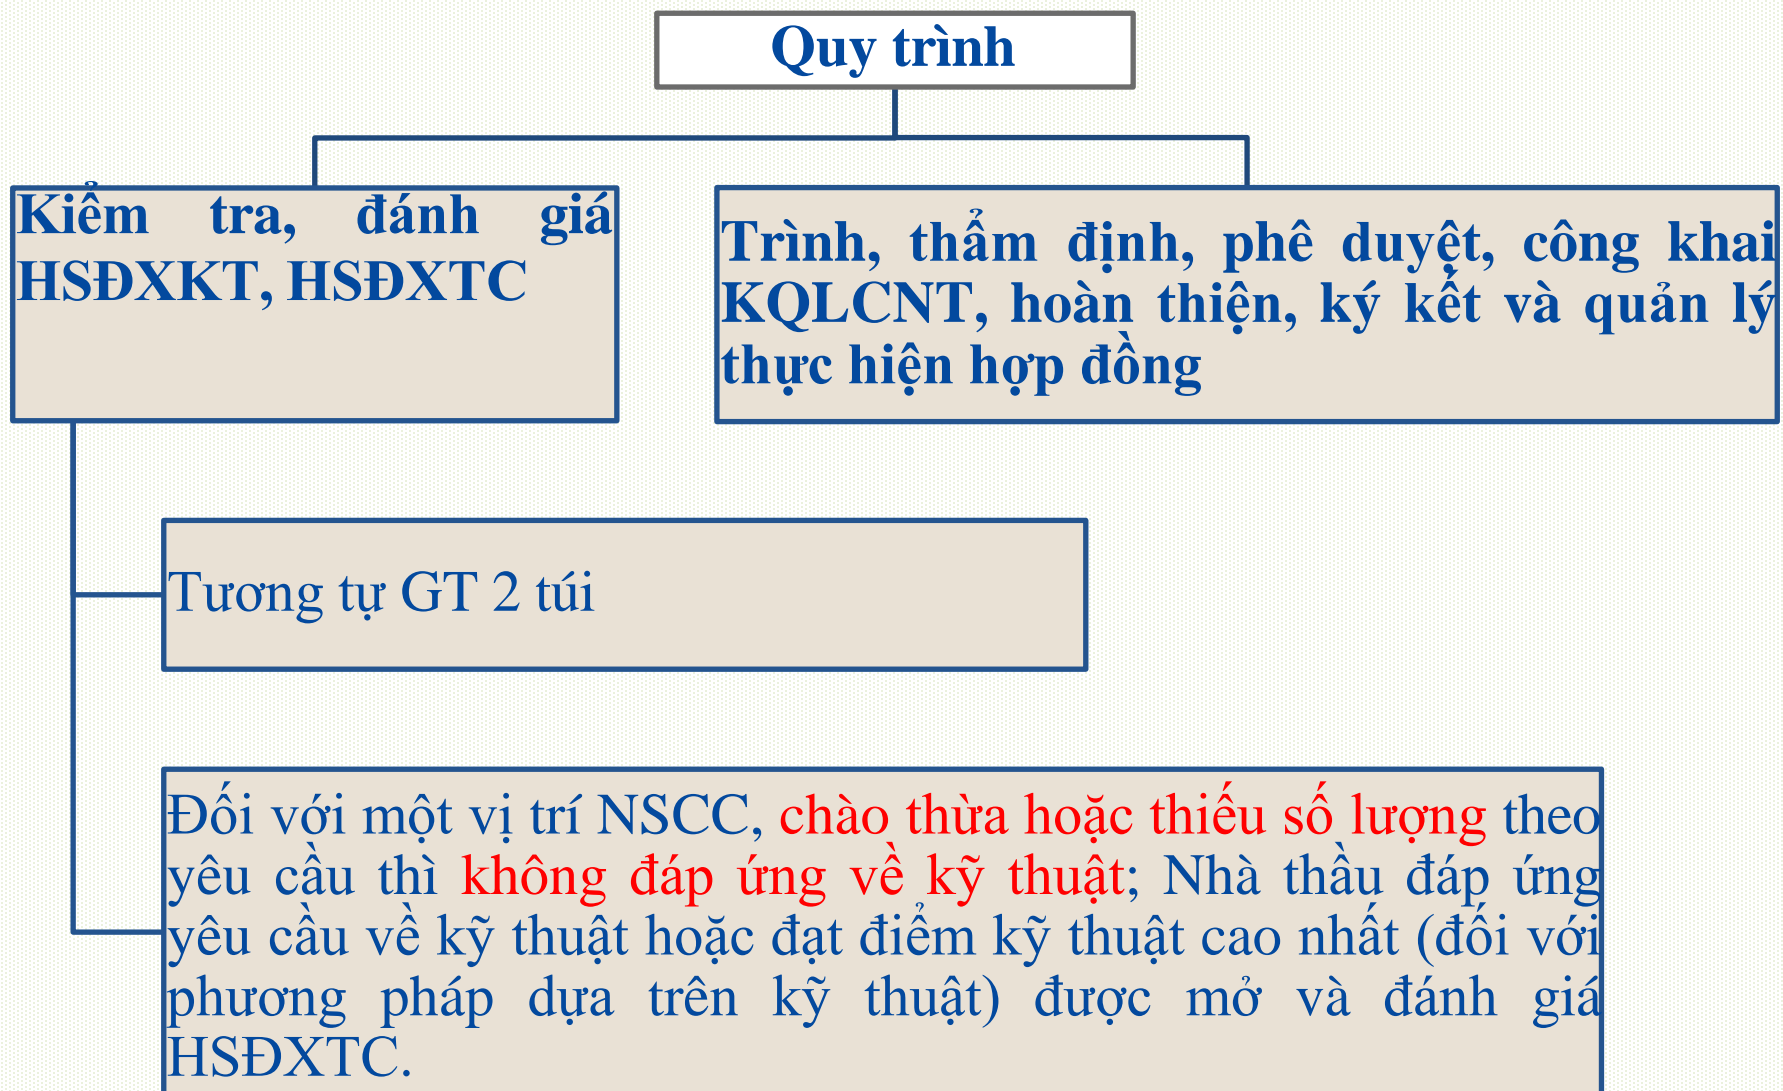 Quy trình
Kiểm tra, đánh giá
HSĐXKT, HSĐXTC
Trình, thẩm định, phê duyệt, công khai
KQLCNT, hoàn thiện, ký kết và quản lý
thực hiện hợp đồng
Tương tự GT 2 túi
Đối với một vị trí NSCC, chào thừa hoặc thiếu số lượng theo
yêu cầu thì không đáp ứng về kỹ thuật; Nhà thầu đáp ứng
yêu cầu về kỹ thuật hoặc đạt điểm kỹ thuật cao nhất (đối với
phương pháp dựa trên kỹ thuật) được mở và đánh giá
HSĐXTC.